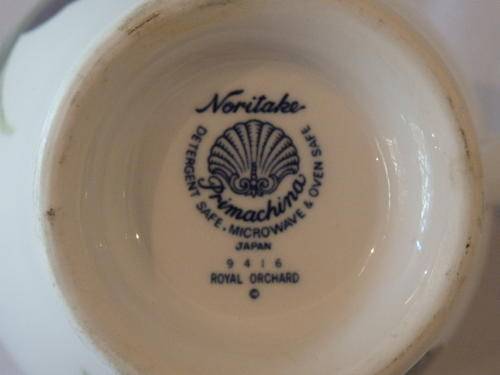 Noritake
Primachina
DETERGENT SAFE, MICROWAVE & OVEN SAFE
JAPAN
9416
ROYAL ORCHARD
©